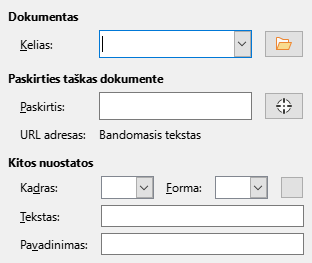 Dokumentas
Kelias:
Paskirties taškas dokumente
Paskirtis:
URL adresas: Bandomasis tekstas
Kitos nuostatos
Kadras: Forma:
Tekstas:
Pavadinimas: